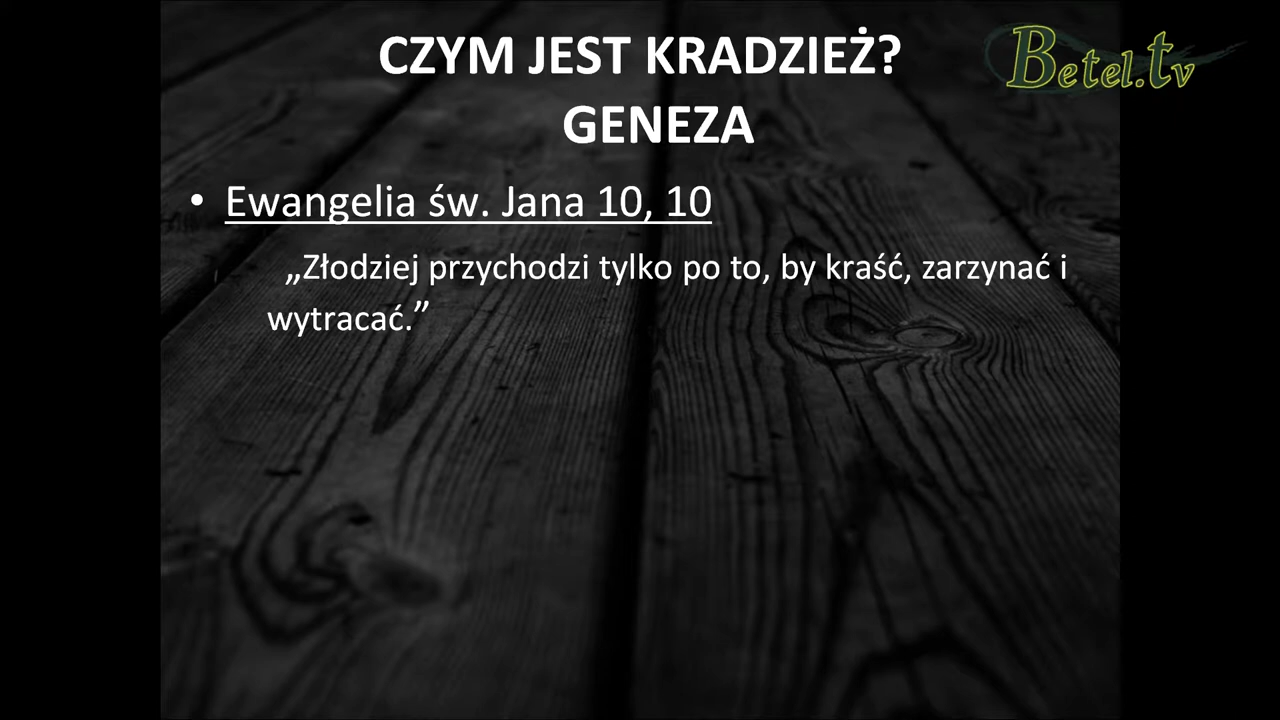 CZYM JEST KRADZIEŻ?
GENEZA
Betel.tv
• Ewangelia św. Jana 10, 10
„Złodziej przychodzi tylko po to, by kraść, zarzynać i
wytracać.”